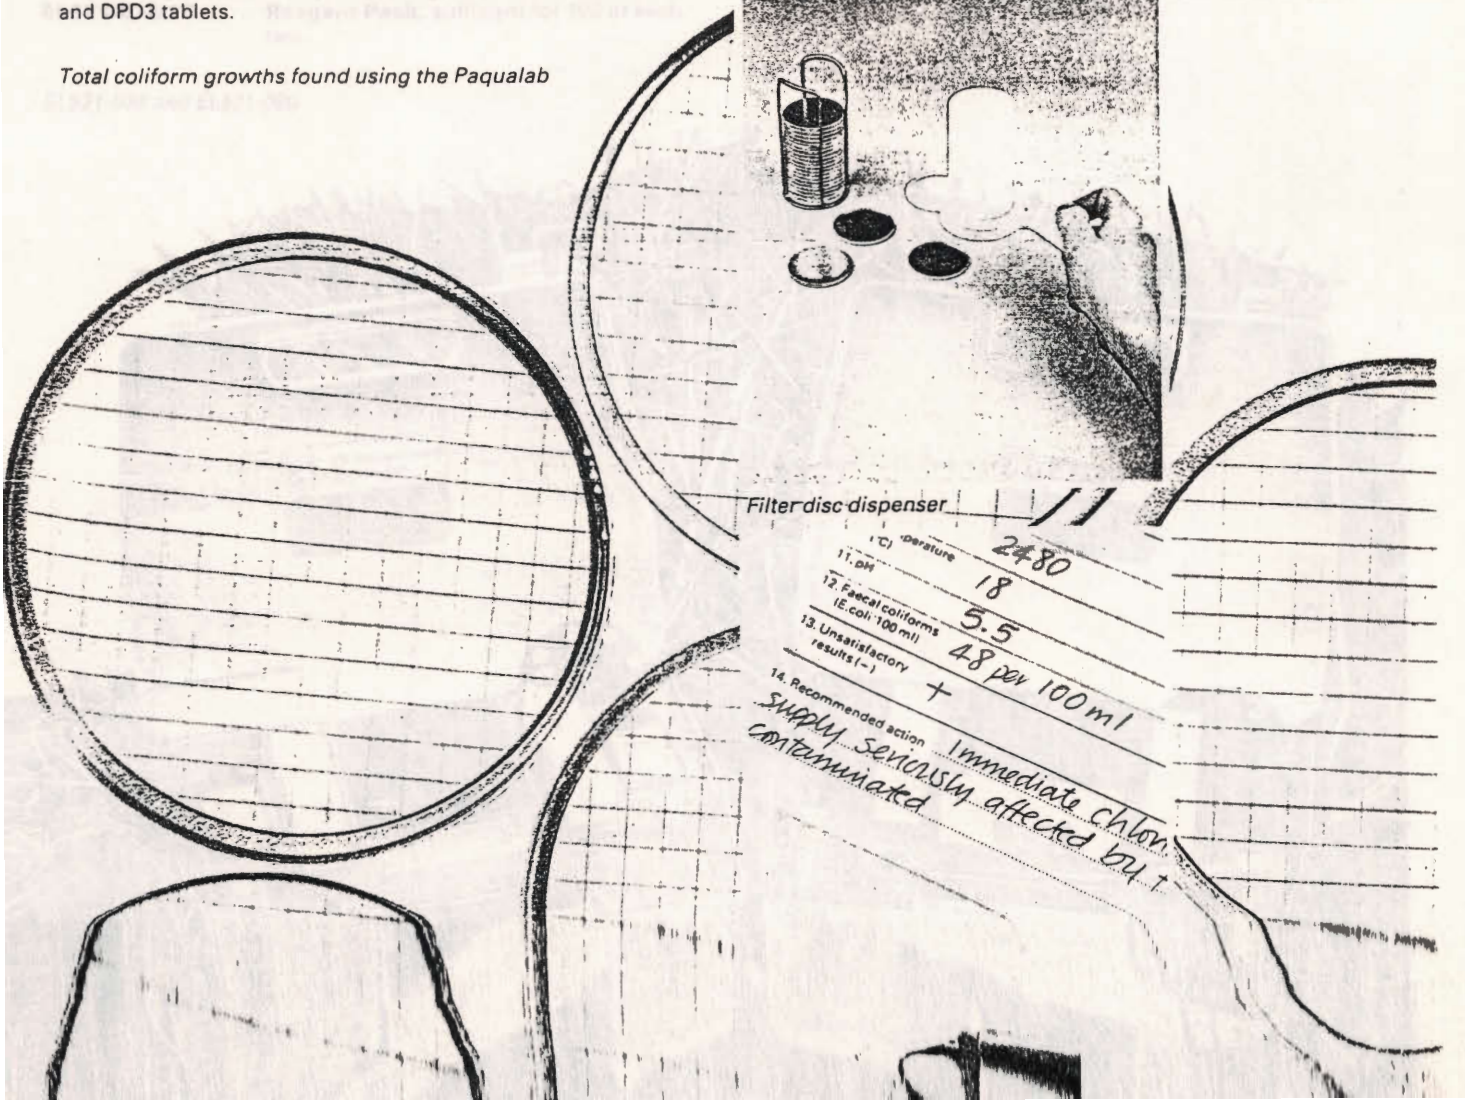 and DPD3 tablets.
Total coliform growths found using the Paqualab
Filter disc dispenser
perature 2480
(°C) 18
11. pH 5.5
12. Faecal coliforms 48 per 100 ml
(E.coli 100 ml)
13. Unsatisfactory +
results (–)
14. Recommended action Immediate chlor
supply seriously affected by t
contaminated